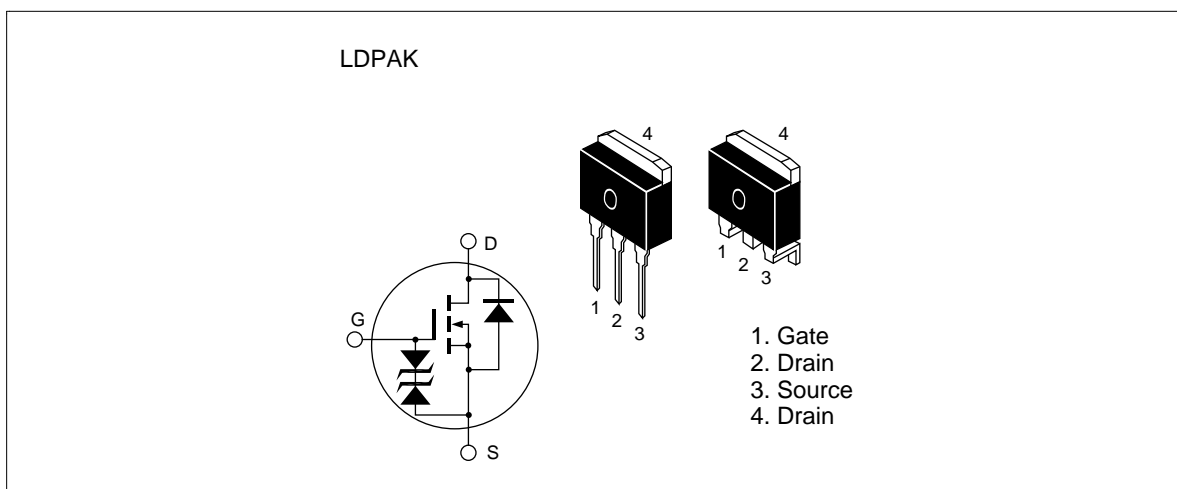 LDPAK
4
4
D
G
S
1
2
3
1
2
3
1. Gate
2. Drain
3. Source
4. Drain